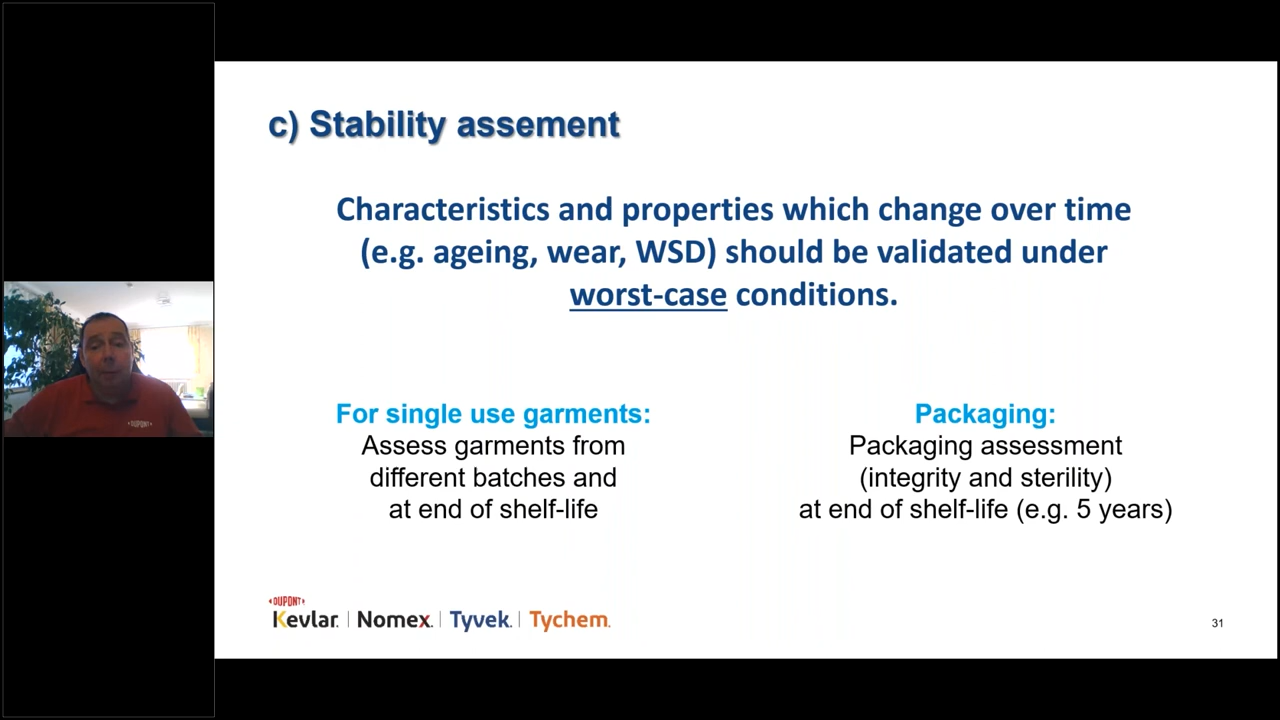 c) Stability assement
Characteristics and properties which change over time
(e.g. ageing, wear, WSD) should be validated under
worst-case conditions.
For single use garments:
Assess garments from
different batches and
at end of shelf-life
Packaging:
Packaging assessment
(integrity and sterility)
at end of shelf-life (e.g. 5 years)
DUPONT
Kevlar. | Nomex. | Tyvek. | Tychem.
31
DUPONT